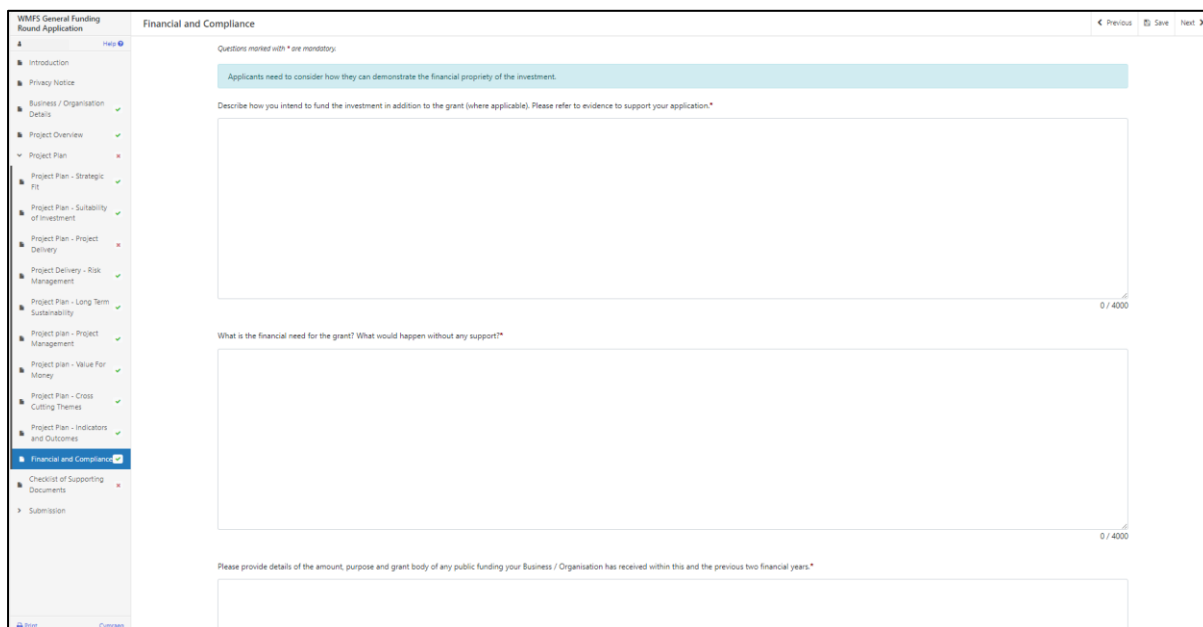 WMFS General Funding
Round Application
Help
Introduction
Privacy Notice
Business / Organisation
Details
Project Overview
Project Plan
Project Plan - Strategic
Fit
Project Plan - Suitability
of Investment
Project Plan - Project
Delivery
Project Delivery - Risk
Management
Project Plan - Long Term
Sustainability
Project plan - Project
Management
Project plan - Value For
Money
Project Plan - Cross
Cutting Themes
Project Plan - Indicators
and Outcomes
Financial and Compliance
Checklist of Supporting
Documents
Submission
Print Cymraeg
Financial and Compliance
Previous Save Next
Questions marked with * are mandatory.
Applicants need to consider how they can demonstrate the financial propriety of the investment.
Describe how you intend to fund the investment in addition to the grant (where applicable). Please refer to evidence to support your application.*
0 / 4000
What is the financial need for the grant? What would happen without any support?*
0 / 4000
Please provide details of the amount, purpose and grant body of any public funding your Business / Organisation has received within this and the previous two financial years.*